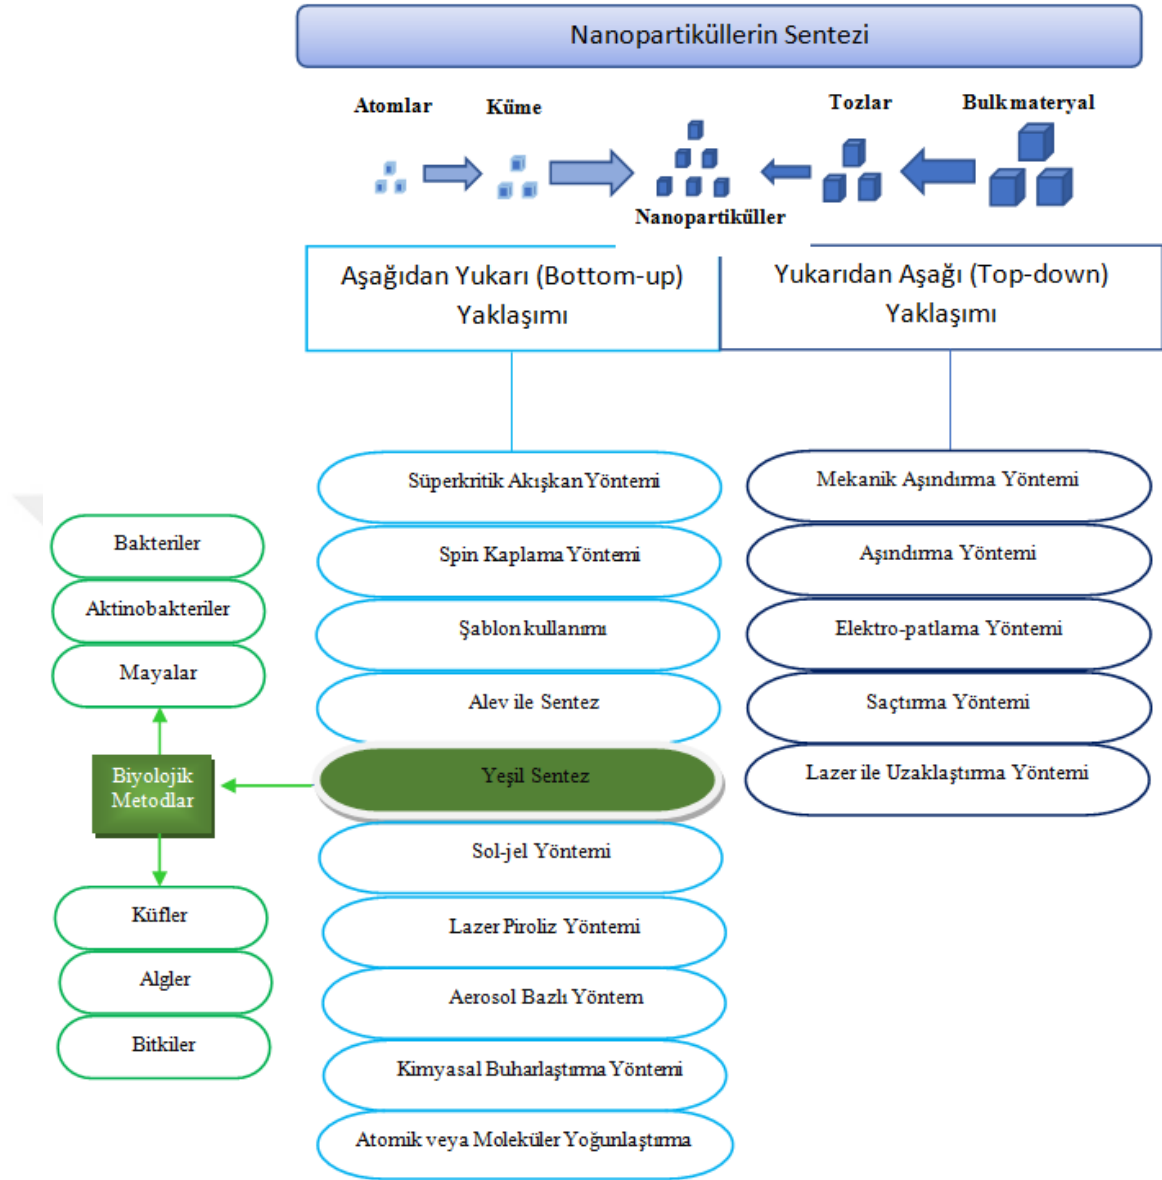 Nanopartiküllerin Sentezi
Atomlar
Küme
Tozlar
Bulk materyal
Nanopartiküller
Aşağıdan Yukarı (Bottom-up)
Yaklaşımı
Yukarıdan Aşağı (Top-down)
Yaklaşımı
Süperkritik Akışkan Yöntemi
Spin Kaplama Yöntemi
Şablon kullanımı
Alev ile Sentez
Yeşil Sentez
Sol-jel Yöntemi
Lazer Piroliz Yöntemi
Aerosol Bazlı Yöntem
Kimyasal Buharlaştırma Yöntemi
Atomik veya Moleküler Yoğunlaştırma
Mekanik Aşındırma Yöntemi
Aşındırma Yöntemi
Elektro-patlama Yöntemi
Saçtırma Yöntemi
Lazer ile Uzaklaştırma Yöntemi
Bakteriler
Aktinobakteriler
Mayalar
Biyolojik
Metodlar
Küfler
Algler
Bitkiler